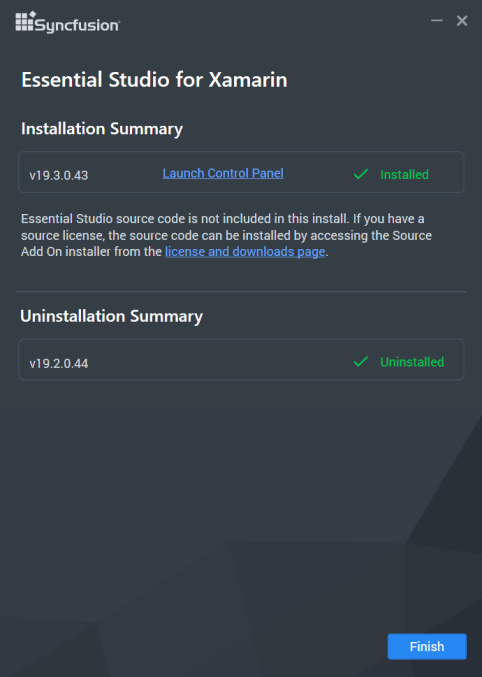 Syncfusion
Essential Studio for Xamarin
Installation Summary
v19.3.0.43 Launch Control Panel Installed
Essential Studio source code is not included in this install. If you have a
source license, the source code can be installed by accessing the Source
Add On installer from the license and downloads page.
Uninstallation Summary
v19.2.0.44 Uninstalled
Finish